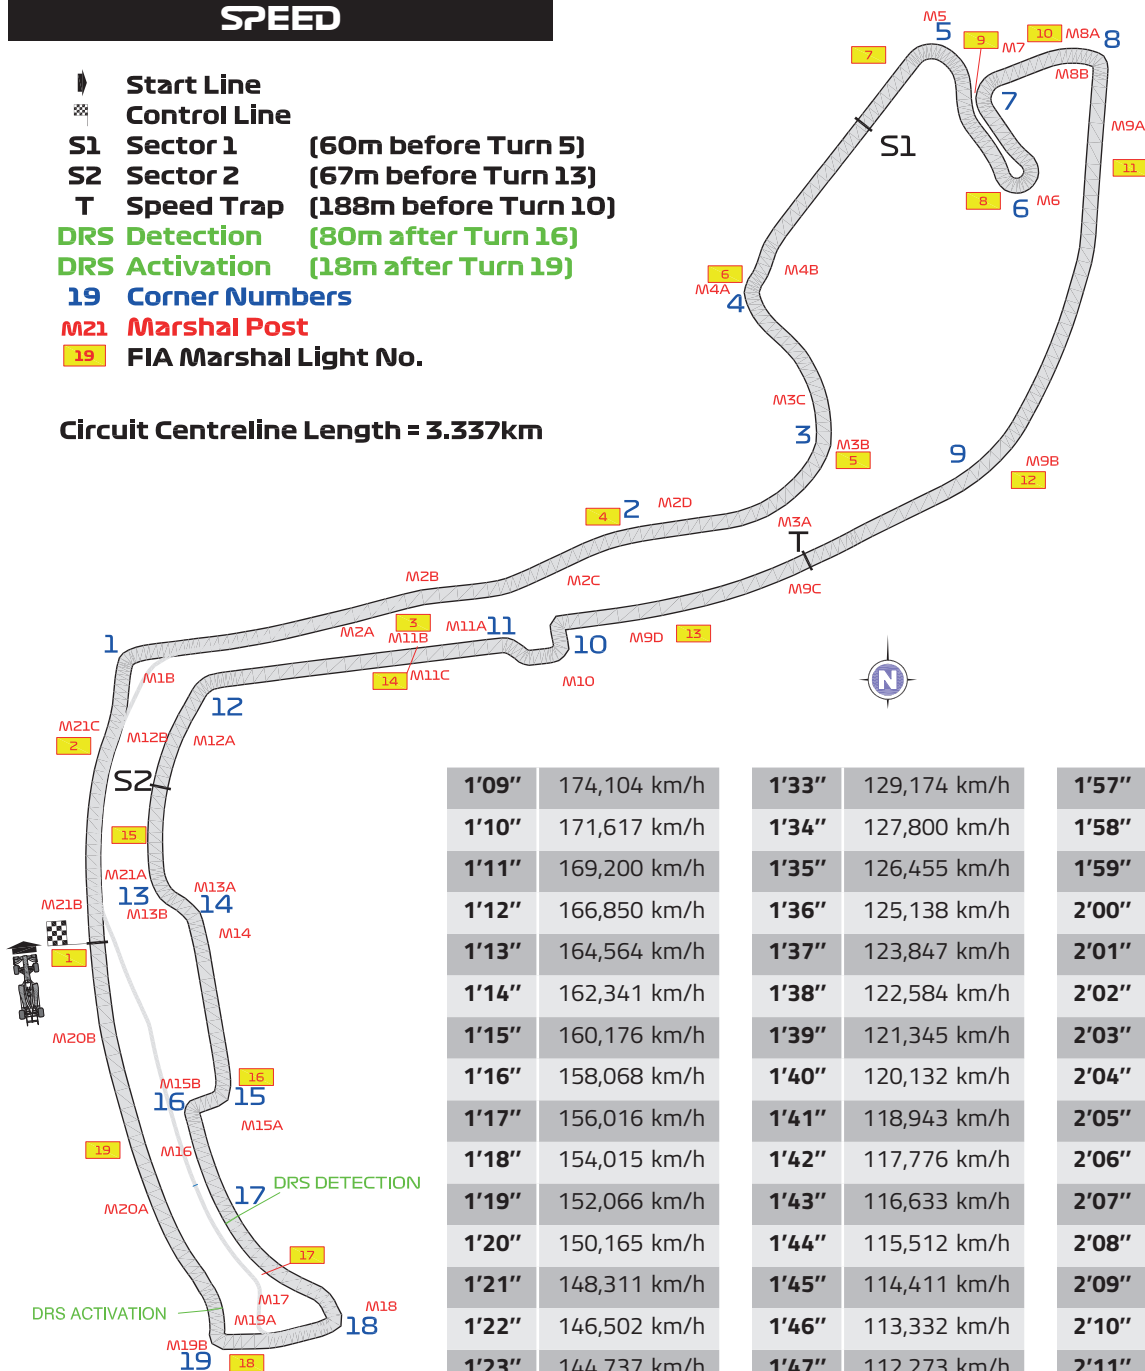 SPEED
Start Line
Control Line
S1 Sector 1 (60m before Turn 5)
S2 Sector 2 (67m before Turn 13)
T Speed Trap (188m before Turn 10)
DRS Detection (80m after Turn 16)
DRS Activation (18m after Turn 19)
19 Corner Numbers
M21 Marshal Post
19 FIA Marshal Light No.
Circuit Centreline Length = 3.337km
M5
5
7
9
M7
10
M8A
8
M8B
7
S1
M9A
11
8
6
M6
6
M4B
M4A
4
M3C
3
M3B
5
9
M9B
12
4
2
M2D
M3A
T
M2B
M2C
M9C
3
M2A
M11A
11
M11B
10
M9D
13
1
M1B
14
M11C
M10
N
12
M21C
2
M12B
M12A
S2
15
M21A
13
M13A
M21B
M13B
14
M14
1
M20B
M15B
16
16
15
M15A
19
M16
17
DRS DETECTION
M20A
17
M17
DRS ACTIVATION
M19A
M18
18
M19B
19
18
1'09'' 174,104 km/h 1'33'' 129,174 km/h 1'57''
1'10'' 171,617 km/h 1'34'' 127,800 km/h 1'58''
1'11'' 169,200 km/h 1'35'' 126,455 km/h 1'59''
1'12'' 166,850 km/h 1'36'' 125,138 km/h 2'00''
1'13'' 164,564 km/h 1'37'' 123,847 km/h 2'01''
1'14'' 162,341 km/h 1'38'' 122,584 km/h 2'02''
1'15'' 160,176 km/h 1'39'' 121,345 km/h 2'03''
1'16'' 158,068 km/h 1'40'' 120,132 km/h 2'04''
1'17'' 156,016 km/h 1'41'' 118,943 km/h 2'05''
1'18'' 154,015 km/h 1'42'' 117,776 km/h 2'06''
1'19'' 152,066 km/h 1'43'' 116,633 km/h 2'07''
1'20'' 150,165 km/h 1'44'' 115,512 km/h 2'08''
1'21'' 148,311 km/h 1'45'' 114,411 km/h 2'09''
1'22'' 146,502 km/h 1'46'' 113,332 km/h 2'10''
1'23'' 144,737 km/h 1'47'' 112,273 km/h 2'11''